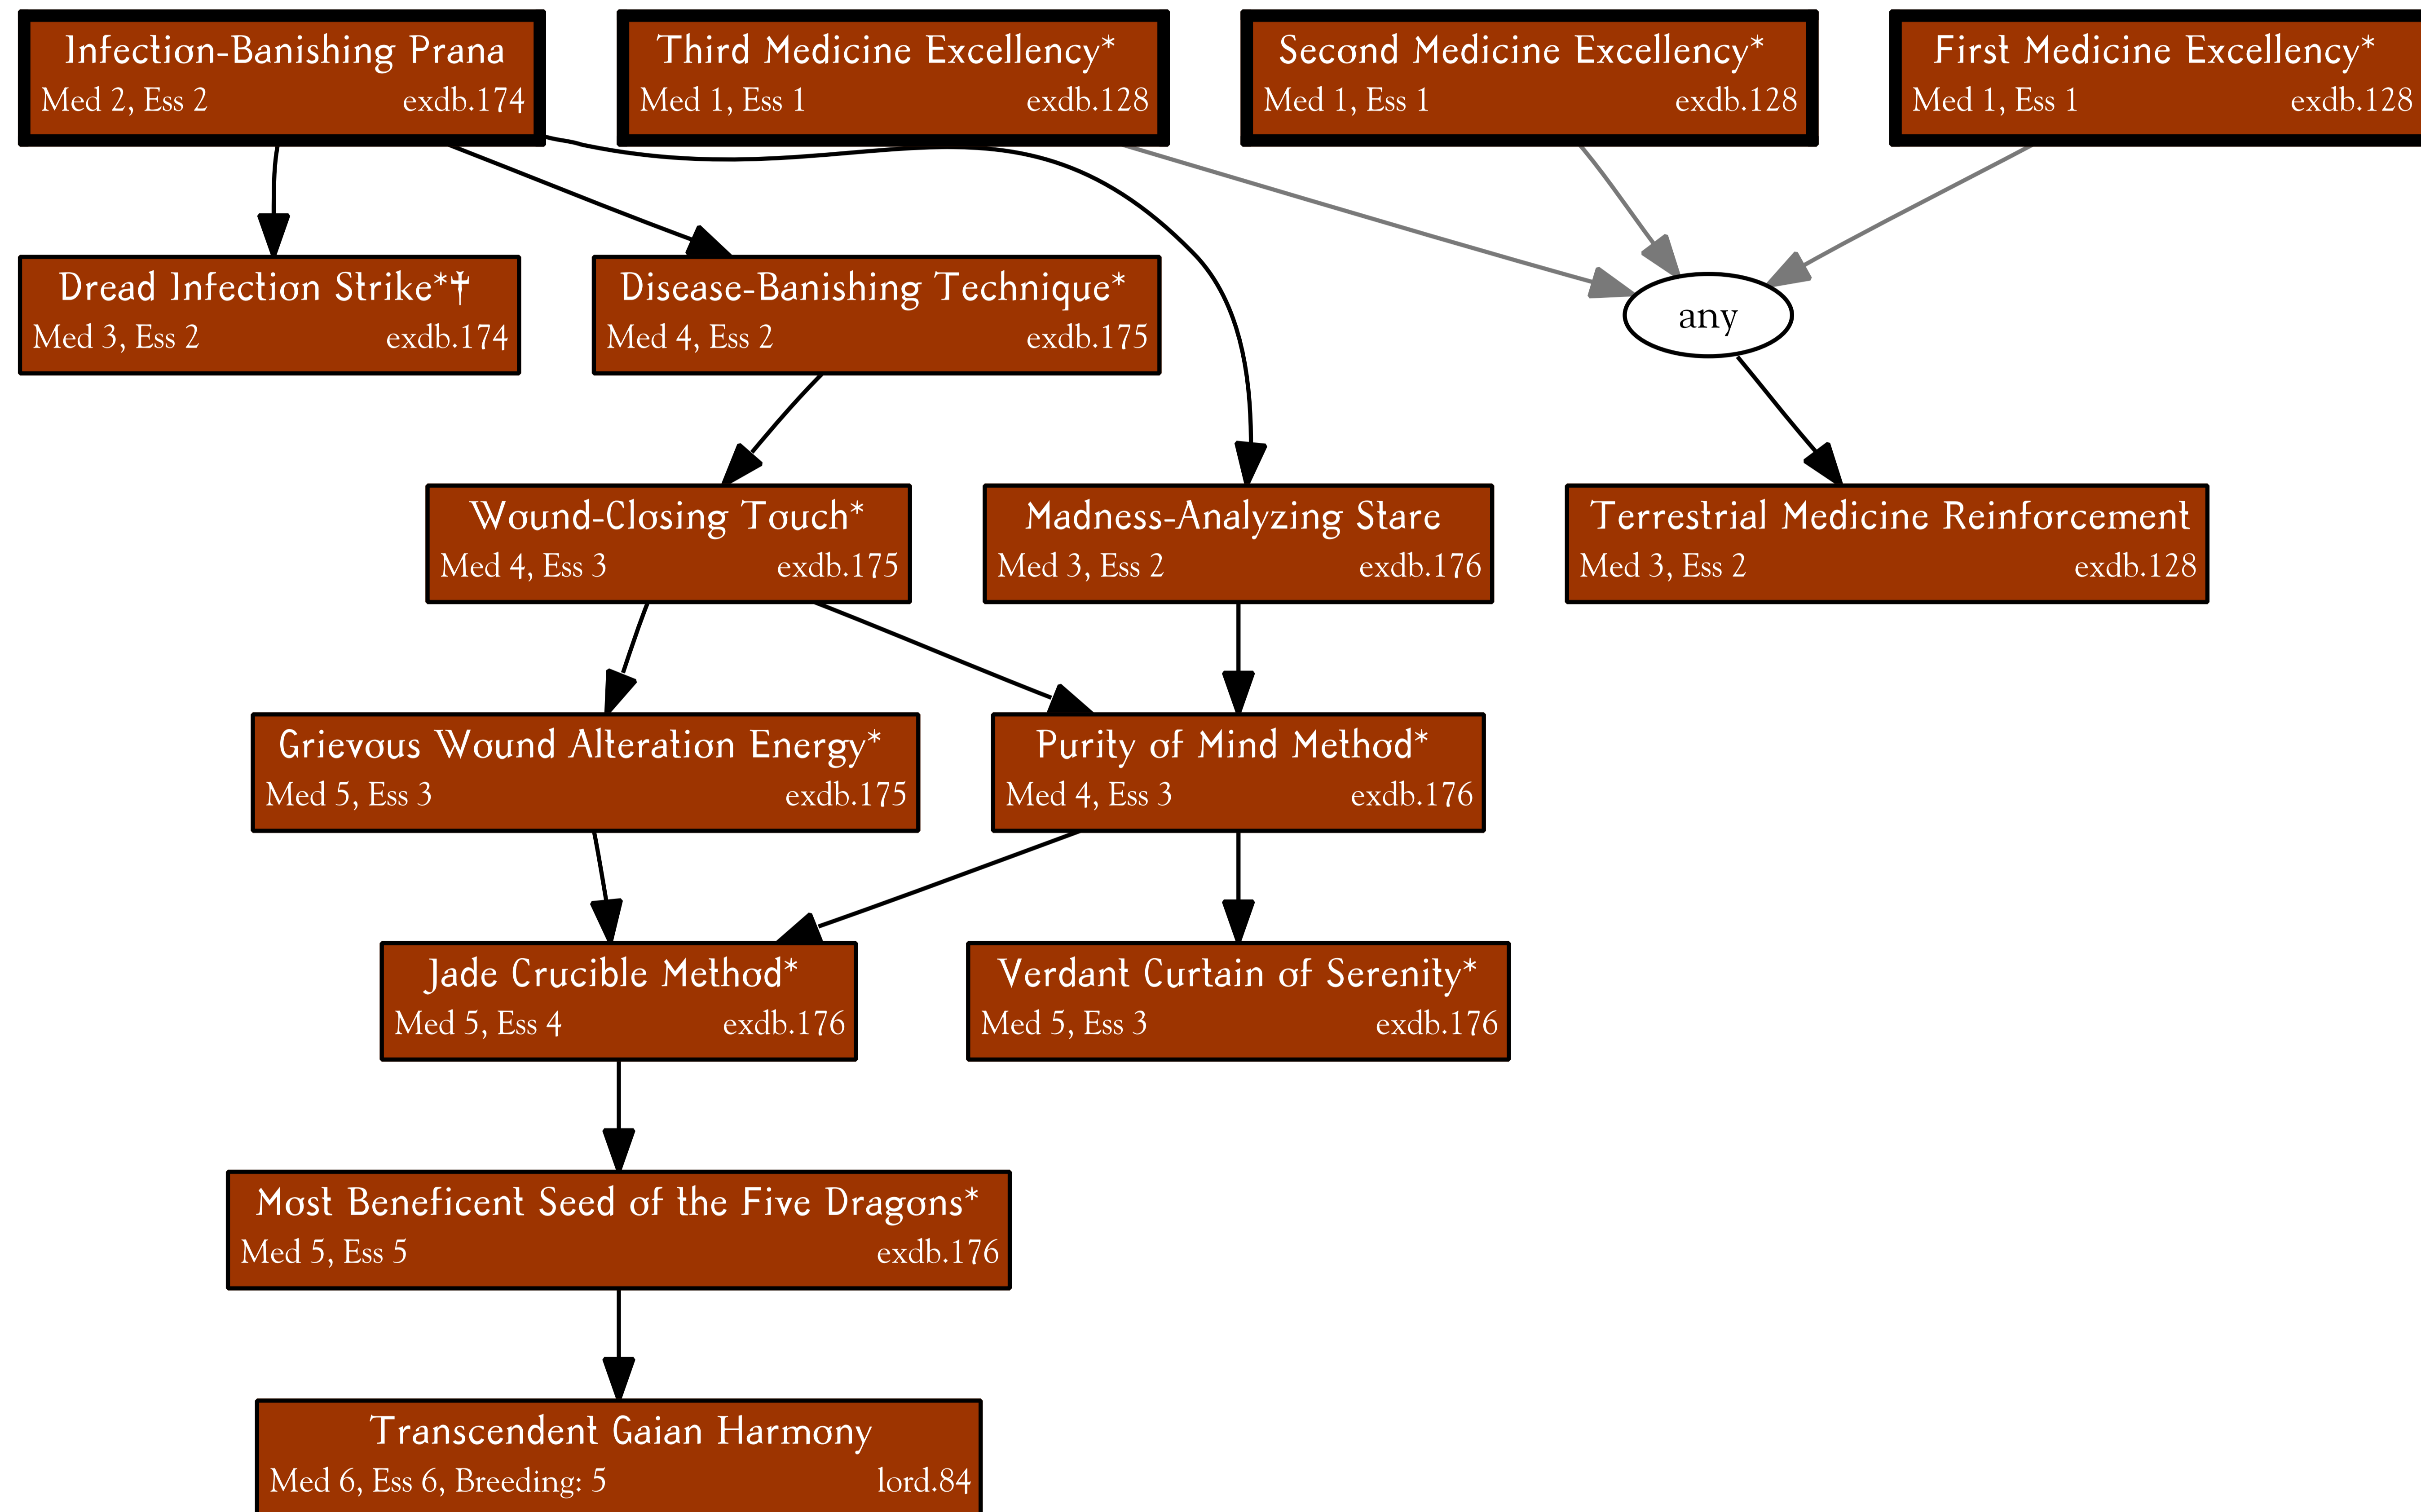 Infection-Banishing Prana
Med 2, Ess 2 exdb.174
Third Medicine Excellency*
Med 1, Ess 1 exdb.128
Second Medicine Excellency*
Med 1, Ess 1 exdb.128
First Medicine Excellency*
Med 1, Ess 1 exdb.128
Dread Infection Strike*†
Med 3, Ess 2 exdb.174
Disease-Banishing Technique*
Med 4, Ess 2 exdb.175
any
Wound-Closing Touch*
Med 4, Ess 3 exdb.175
Madness-Analyzing Stare
Med 3, Ess 2 exdb.176
Terrestrial Medicine Reinforcement
Med 3, Ess 2 exdb.128
Grievous Wound Alteration Energy*
Med 5, Ess 3 exdb.175
Purity of Mind Method*
Med 4, Ess 3 exdb.176
Jade Crucible Method*
Med 5, Ess 4 exdb.176
Verdant Curtain of Serenity*
Med 5, Ess 3 exdb.176
Most Beneficent Seed of the Five Dragons*
Med 5, Ess 5 exdb.176
Transcendent Gaian Harmony
Med 6, Ess 6, Breeding: 5 lord.84